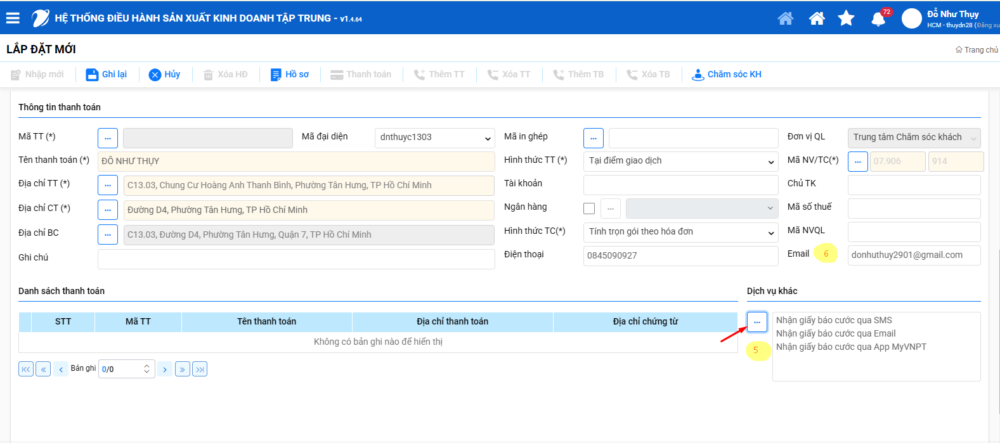 HỆ THỐNG ĐIỀU HÀNH SẢN XUẤT KINH DOANH TẬP TRUNG - v1.4.64
72
Đỗ Như Thụy
HCM - thuydn28 (Đăng xu
LẮP ĐẶT MỚI
Trang chủ
Nhập mới
Ghi lại
Hủy
Xóa HĐ
Hồ sơ
Thanh toán
Thêm TT
Xóa TT
Thêm TB
Xóa TB
Chăm sóc KH
Thông tin thanh toán
Mã TT (*) ...
Mã đại diện dnthuyc1303
Mã in ghép ...
Đơn vị QL Trung tâm Chăm sóc khách
Tên thanh toán (*) ĐỖ NHƯ THỤY
Hình thức TT (*) Tại điểm giao dịch
Mã NV/TC(*) ... 07.906 914
Địa chỉ TT (*) ... C13.03, Chung Cư Hoàng Anh Thanh Bình, Phường Tân Hưng, TP Hồ Chí Minh
Tài khoản
Chủ TK
Địa chỉ CT (*) ... Đường D4, Phường Tân Hưng, TP Hồ Chí Minh
Ngân hàng ...
Mã số thuế
Địa chỉ BC ... C13.03, Đường D4, Phường Tân Hưng, Quận 7, TP Hồ Chí Minh
Hình thức TC(*) Tính trọn gói theo hóa đơn
Mã NVQL
Ghi chú
Điện thoại 0845090927
Email 6 donhuthuy2901@gmail.com
Danh sách thanh toán
Dịch vụ khác
STT Mã TT Tên thanh toán Địa chỉ thanh toán Địa chỉ chứng từ
Không có bản ghi nào để hiển thị
Bản ghi 0/0
...
5
Nhận giấy báo cước qua SMS
Nhận giấy báo cước qua Email
Nhận giấy báo cước qua App MyVNPT